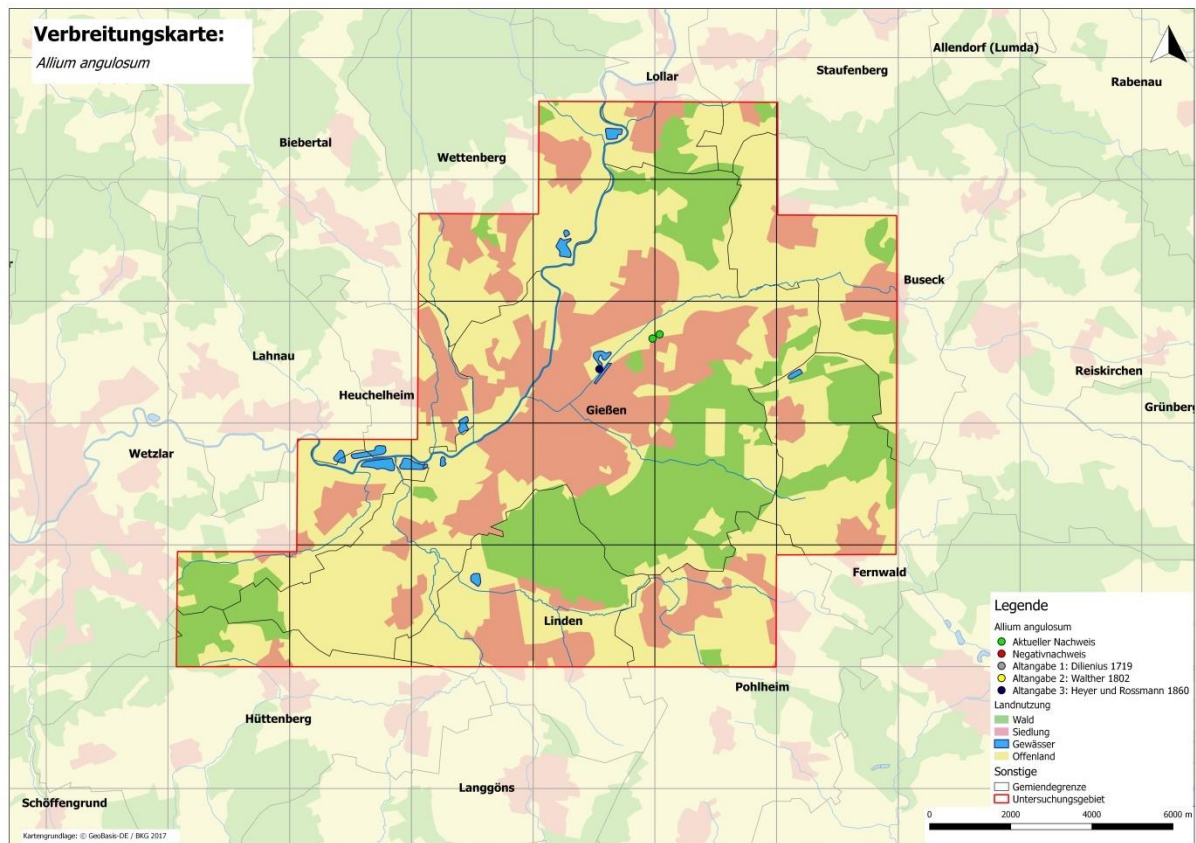 Verbreitungskarte:
Allium angulosum
Allendorf (Lumda)
Lollar
Staufenberg
Rabenau
Biebertal
Wettenberg
Buseck
Lahnau
Reiskirchen
Heuchelheim
Grünberg
Gießen
Wetzlar
Fernwald
Linden
Pohlheim
Hüttenberg
Langgöns
Schöffengrund
Legende
Allium angulosum
Aktueller Nachweis
Negativnachweis
Altangabe 1: Dilienius 1719
Altangabe 2: Walther 1802
Altangabe 3: Heyer und Rossmann 1860
Landnutzung
Wald
Siedlung
Gewässer
Offenland
Sonstige
Gemiendegrenze
Untersuchungsgebiet
0 2000 4000 6000 m
Kartengrundlage: © GeoBasis-DE / BKG 2017